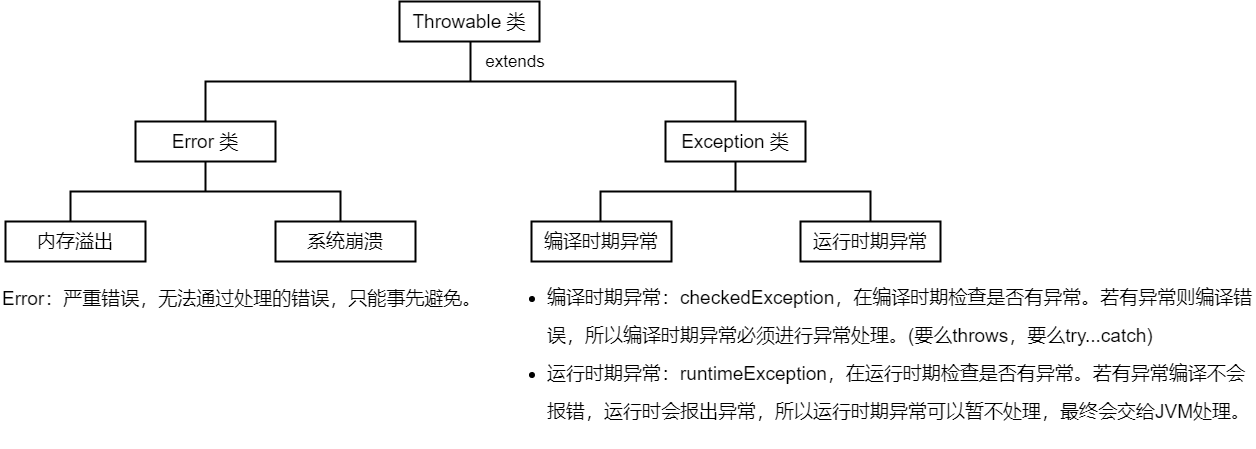 Throwable 类
extends
Error 类
Exception 类
内存溢出
系统崩溃
编译时期异常
运行时期异常
Error：严重错误，无法通过处理的错误，只能事先避免。
• 编译时期异常：checkedException，在编译时期检查是否有异常。若有异常则编译错
误，所以编译时期异常必须进行异常处理。(要么throws，要么try...catch)
• 运行时期异常：runtimeException，在运行时期检查是否有异常。若有异常编译不会
报错，运行时会报出异常，所以运行时期异常可以暂不处理，最终会交给JVM处理。